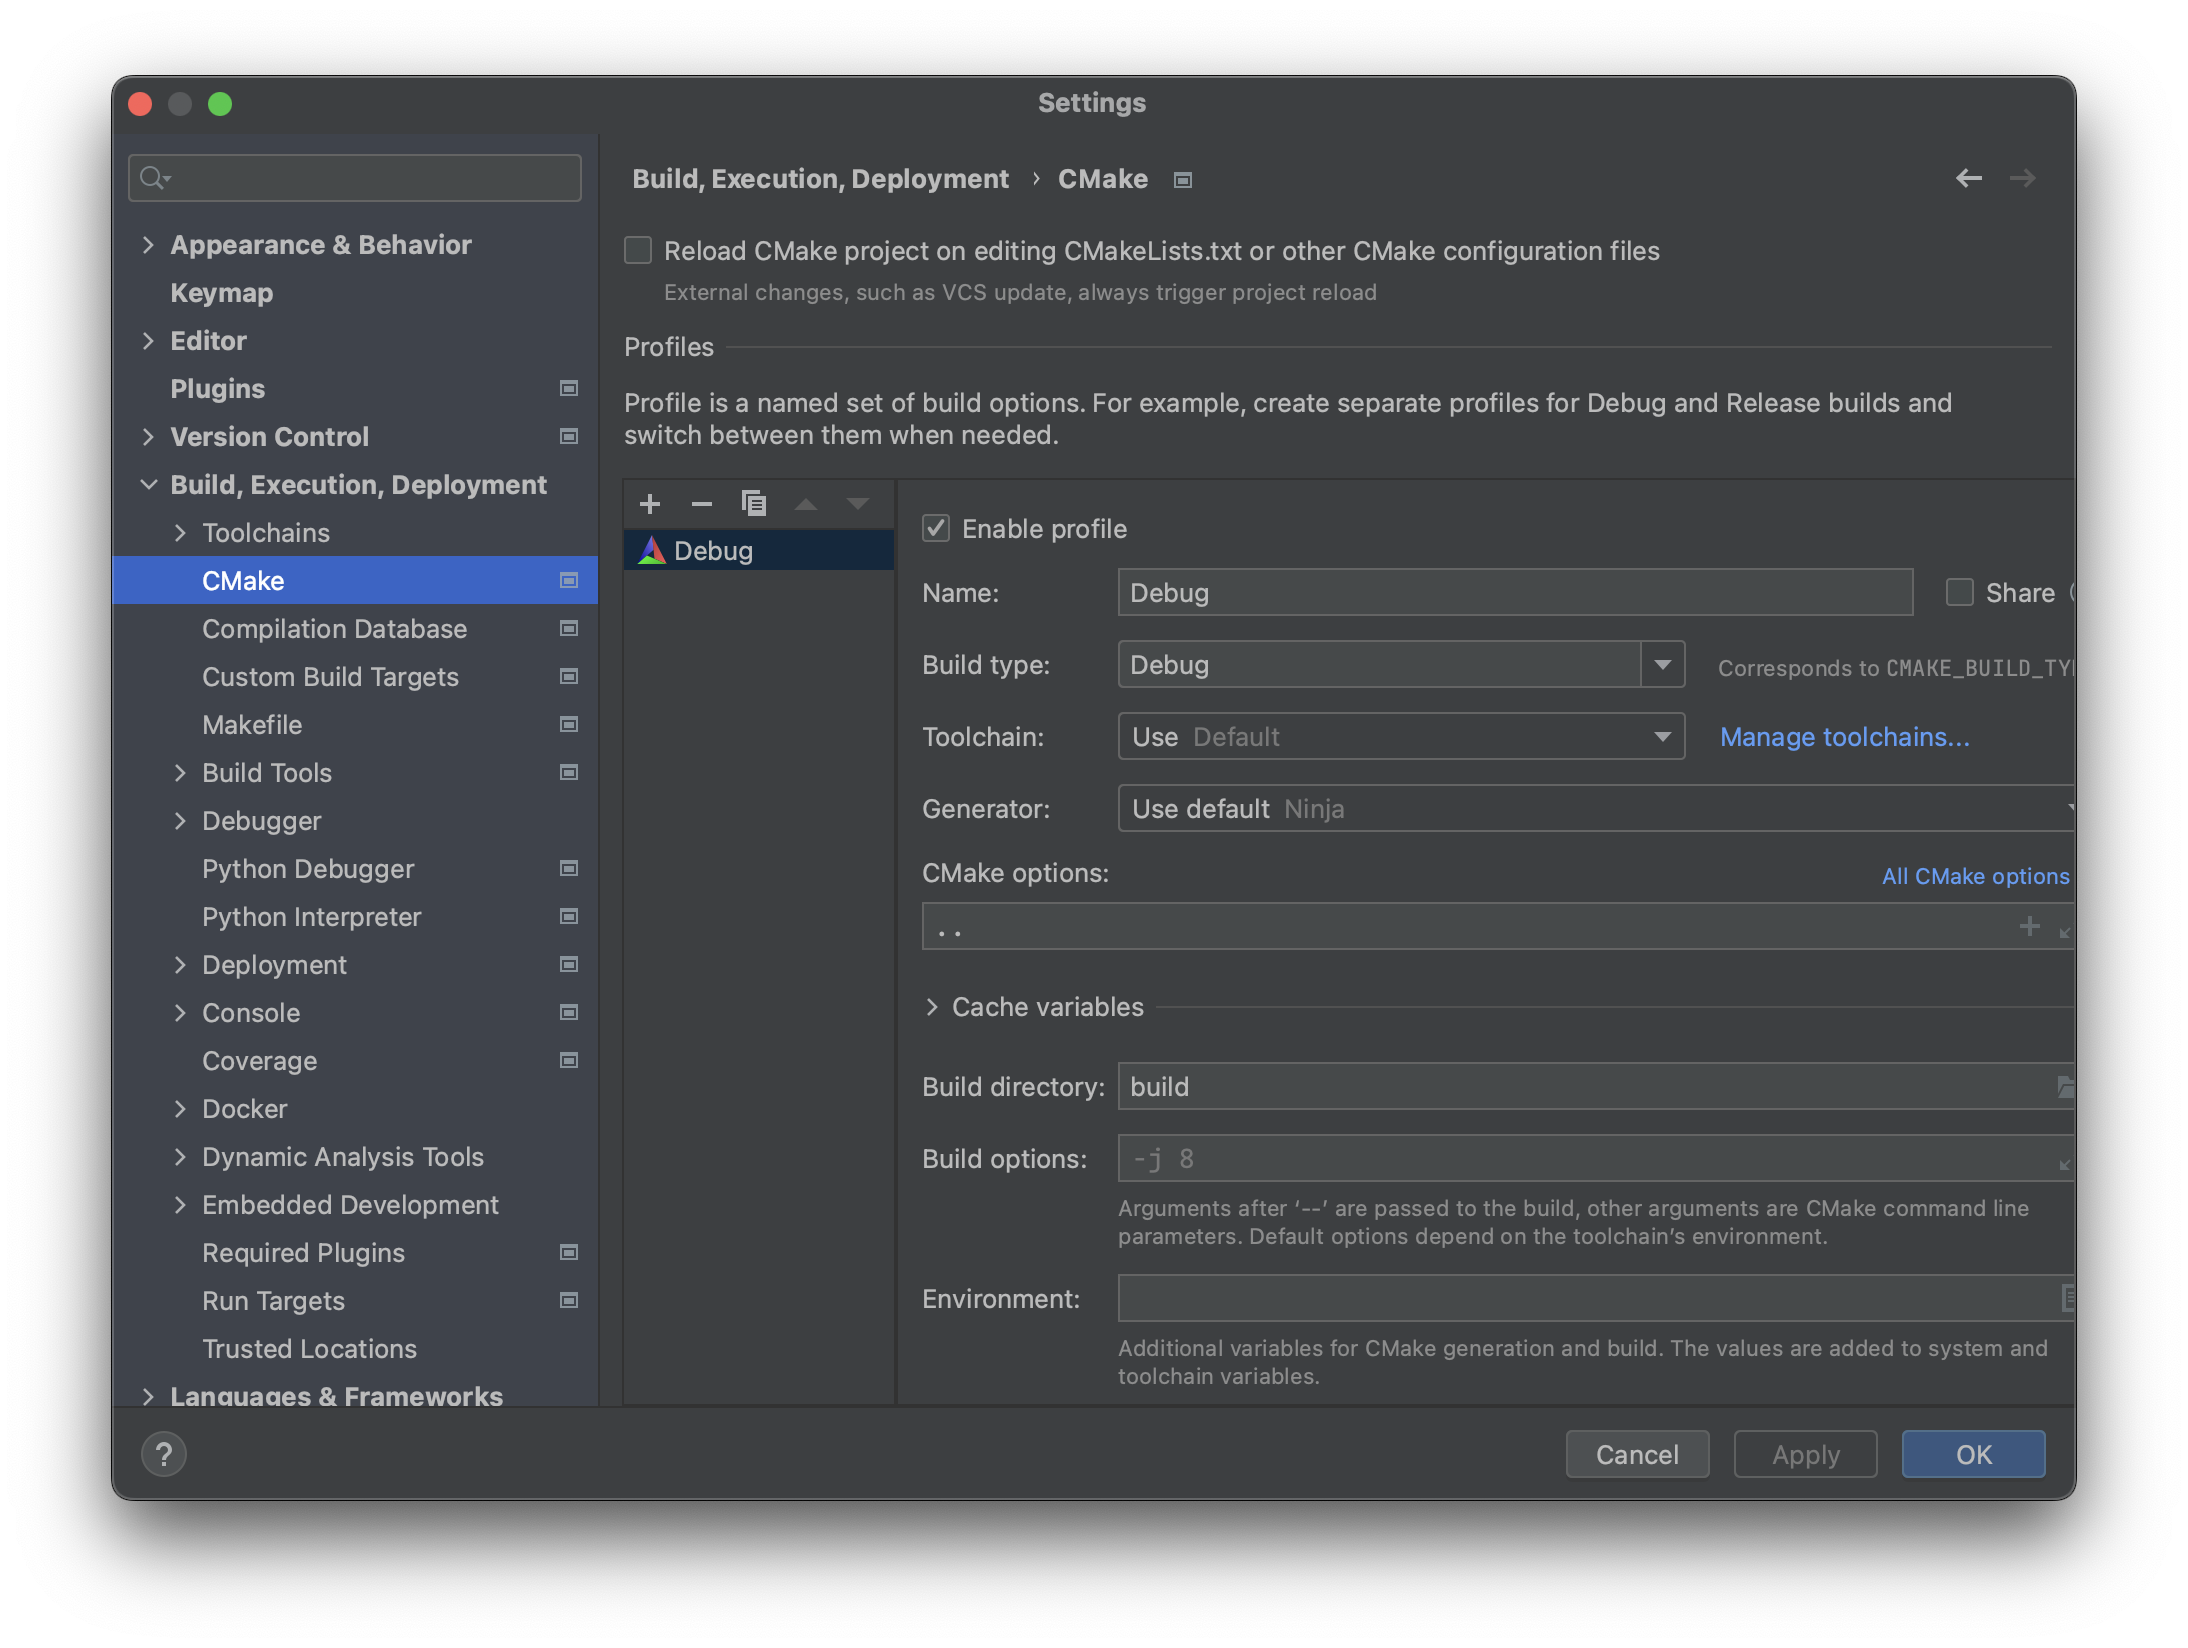 Settings
Appearance & Behavior
Keymap
Editor
Plugins
Version Control
Build, Execution, Deployment
Toolchains
CMake
Compilation Database
Custom Build Targets
Makefile
Build Tools
Debugger
Python Debugger
Python Interpreter
Deployment
Console
Coverage
Docker
Dynamic Analysis Tools
Embedded Development
Required Plugins
Run Targets
Trusted Locations
Languages & Frameworks
Build, Execution, Deployment › CMake
Reload CMake project on editing CMakeLists.txt or other CMake configuration files
External changes, such as VCS update, always trigger project reload
Profiles
Profile is a named set of build options. For example, create separate profiles for Debug and Release builds and
switch between them when needed.
Debug
Enable profile
Name: Debug Share
Build type: Debug Corresponds to CMAKE_BUILD_TY
Toolchain: Use Default Manage toolchains...
Generator: Use default Ninja
CMake options: All CMake options
..
Cache variables
Build directory: build
Build options: -j 8
Arguments after ‘--’ are passed to the build, other arguments are CMake command line
parameters. Default options depend on the toolchain’s environment.
Environment:
Additional variables for CMake generation and build. The values are added to system and
toolchain variables.
? Cancel Apply OK